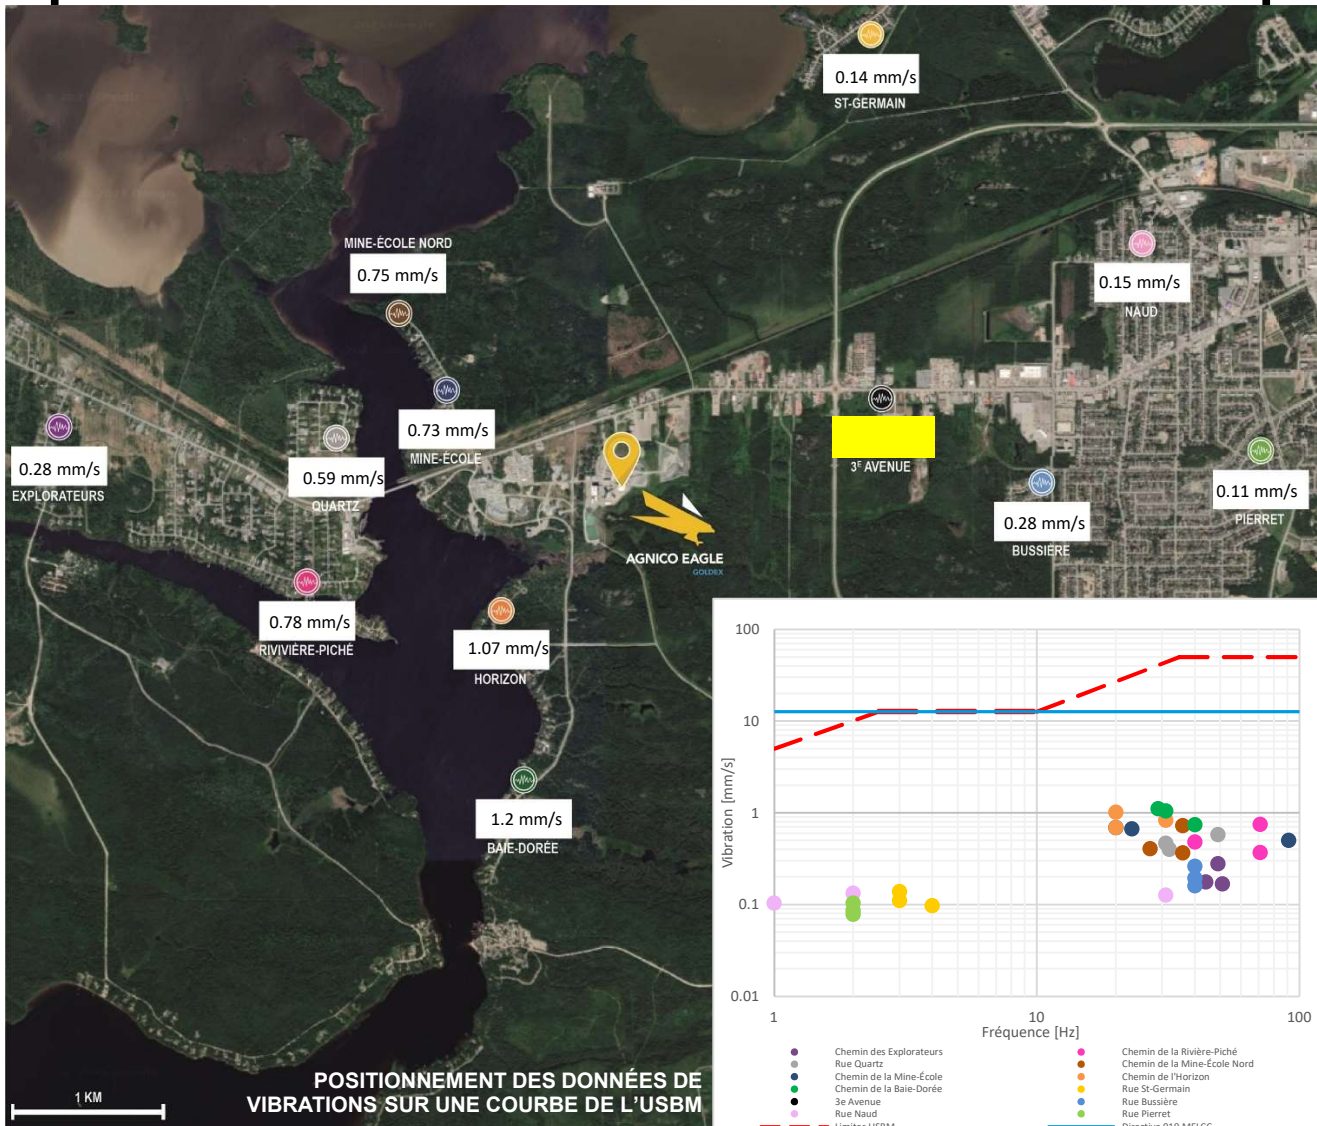 0.14 mm/s
ST-GERMAIN
MINE-ÉCOLE NORD
0.75 mm/s
0.15 mm/s
NAUD
0.73 mm/s
MINE-ÉCOLE
0.28 mm/s
EXPLORATEURS
0.59 mm/s
QUARTZ
3E AVENUE
0.11 mm/s
PIERRET
0.28 mm/s
BUSSIÈRE
AGNICO EAGLE
GOLDEX
0.78 mm/s
RIVIVIÈRE-PICHÉ
1.07 mm/s
HORIZON
1.2 mm/s
BAIE-DORÉE
POSITIONNEMENT DES DONNÉES DE
VIBRATIONS SUR UNE COURBE DE L'USBM
1 KM
100
10
1
0.1
0.01
Vibration [mm/s]
1 10 100
Fréquence [Hz]
Chemin des Explorateurs
Rue Quartz
Chemin de la Mine-École
Chemin de la Baie-Dorée
3e Avenue
Rue Naud
Limites USBM
Chemin de la Rivière-Piché
Chemin de la Mine-École Nord
Chemin de l'Horizon
Rue St-Germain
Rue Bussière
Rue Pierret
Directive 019 MELCC